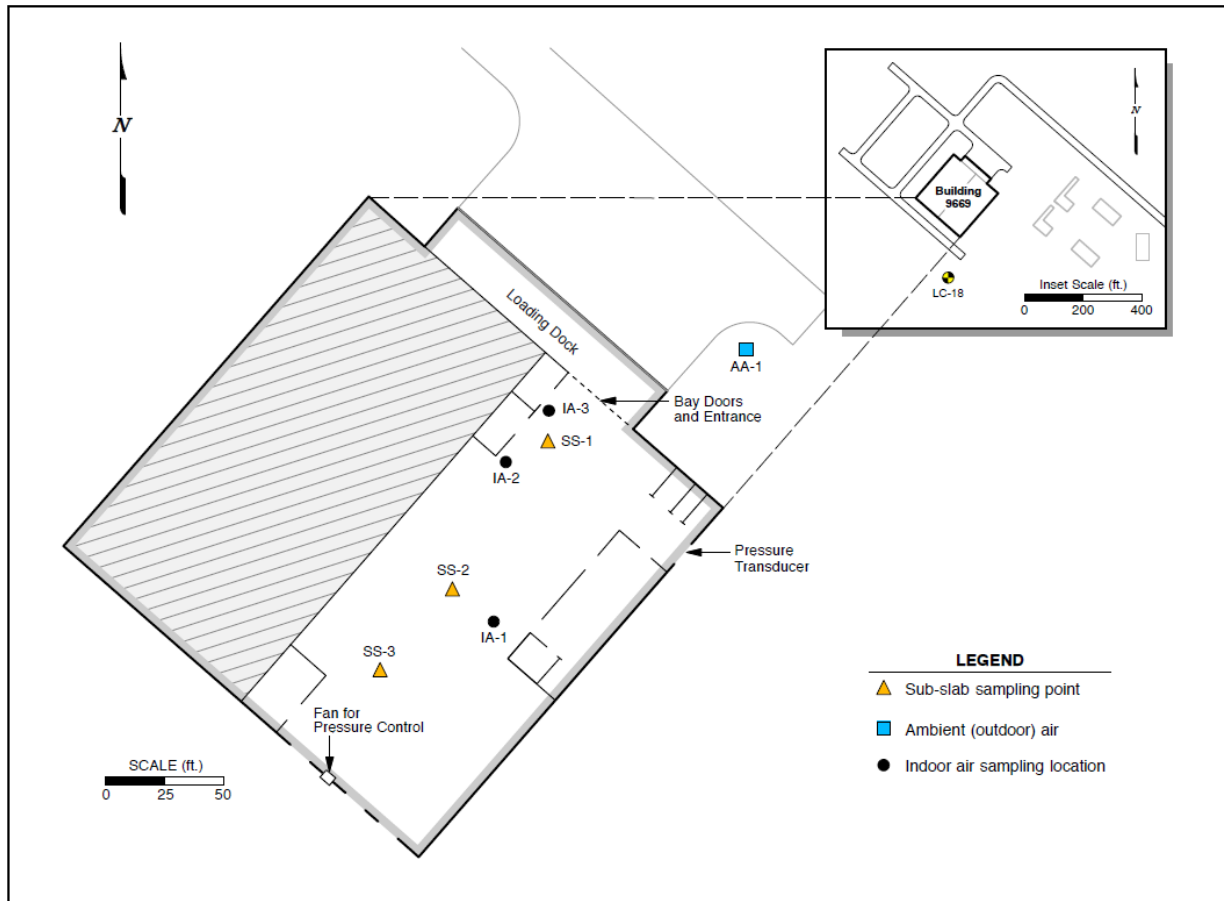 N
N
Building
9669
LC-18
Inset Scale (ft.)
0 200 400
Loading Dock
AA-1
Bay Doors
and Entrance
IA-3
SS-1
IA-2
Pressure
Transducer
SS-2
IA-1
SS-3
Fan for
Pressure Control
SCALE (ft.)
0 25 50
LEGEND
Sub-slab sampling point
Ambient (outdoor) air
Indoor air sampling location